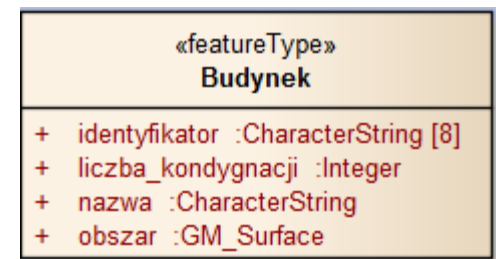 «featureType»
Budynek
+ identyfikator :CharacterString [8]
+ liczba_kondygnacji :Integer
+ nazwa :CharacterString
+ obszar :GM_Surface